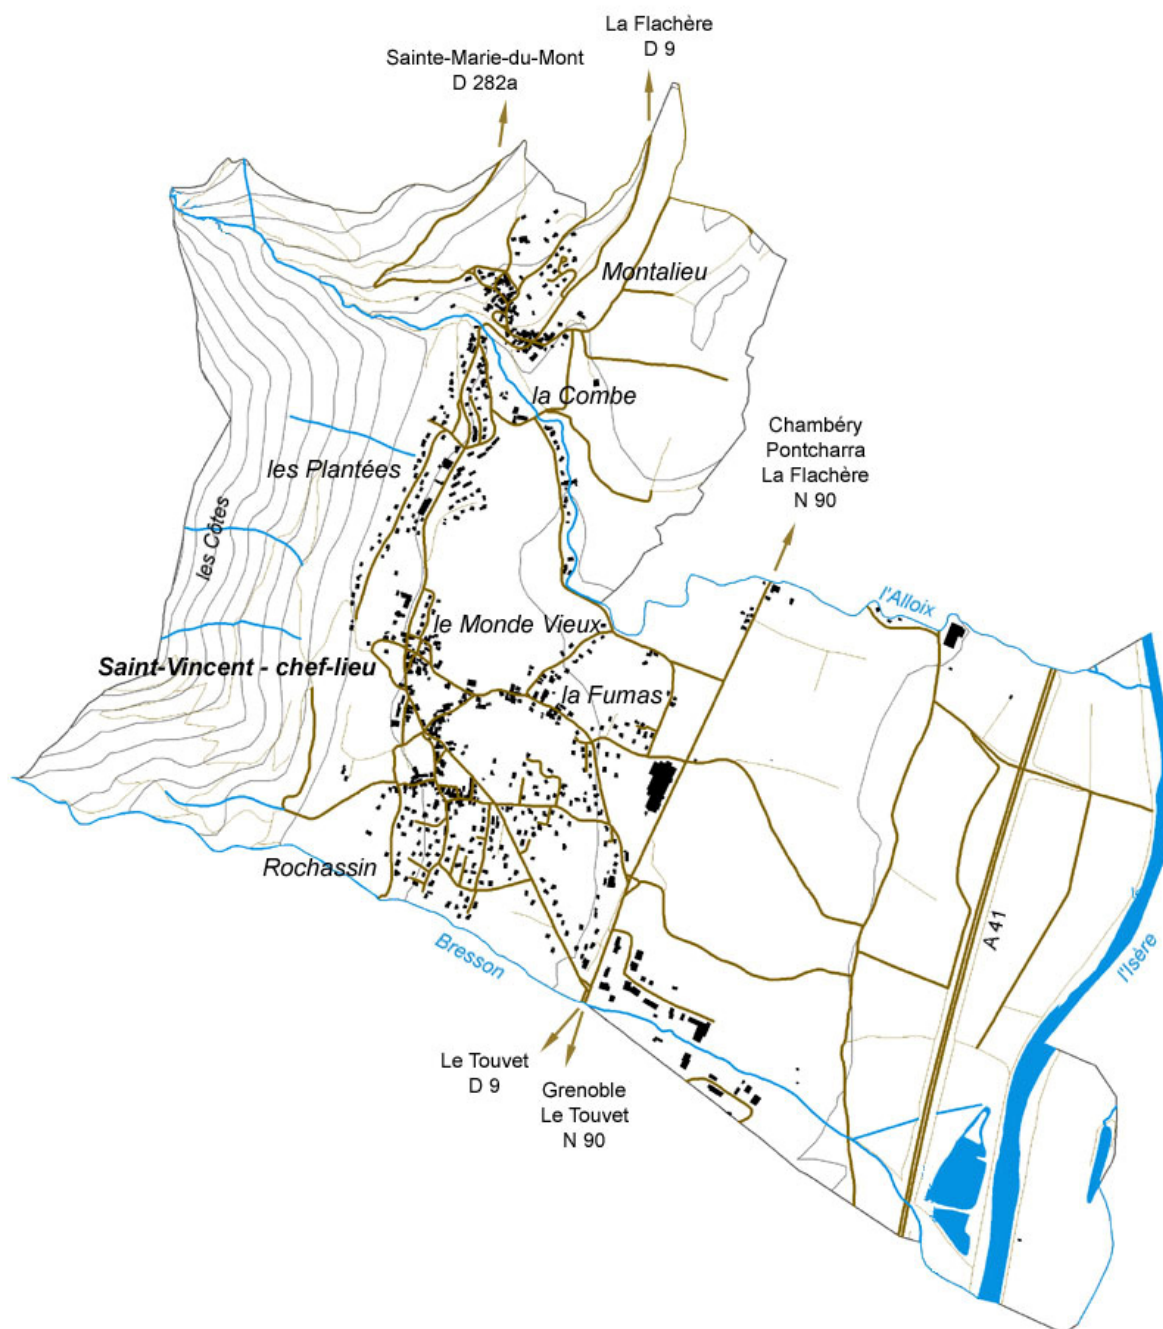 La Flachère
D 9
Sainte-Marie-du-Mont
D 282a
Montalieu
la Combe
Chambéry
Pontcharra
La Flachère
N 90
les Plantées
les Côtes
l'Alloix
le Monde Vieux
Saint-Vincent - chef-lieu
la Fumas
Rochassin
A 41
l'Isère
Bresson
Le Touvet
D 9
Grenoble
Le Touvet
N 90